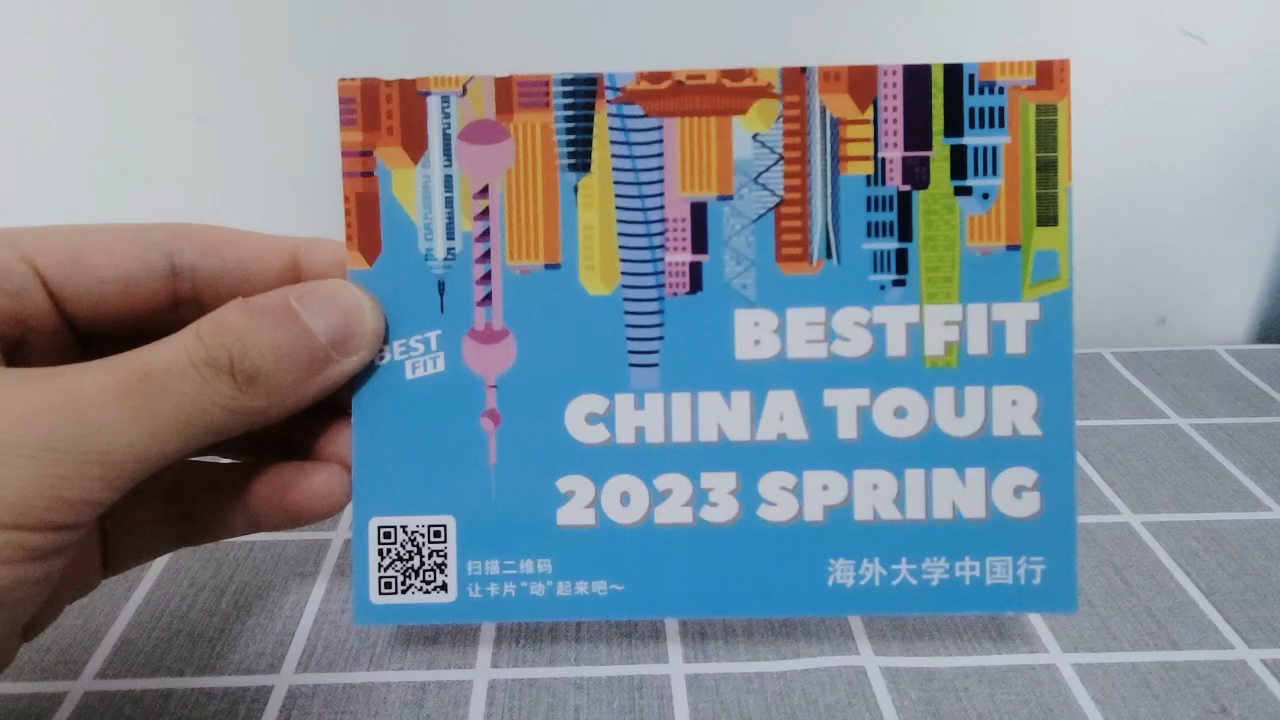 BEST
FIT
BESTFIT
CHINA TOUR
2023 SPRING
扫描二维码
让卡片“动”起来吧～
海外大学中国行